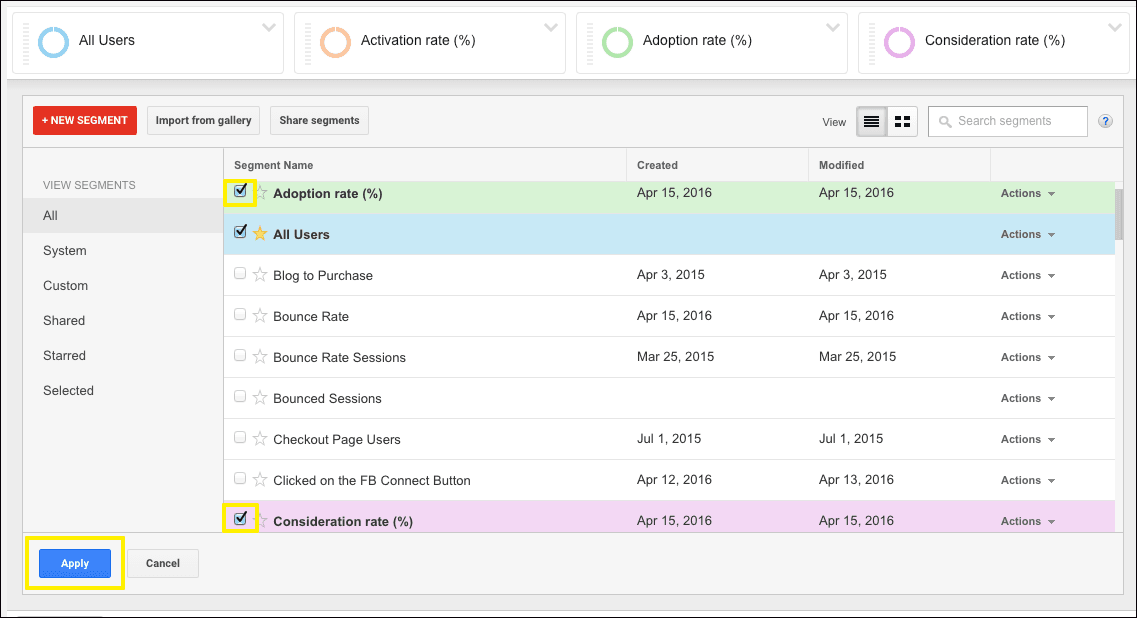 All Users Activation rate (%) Adoption rate (%) Consideration rate (%)
+ NEW SEGMENT Import from gallery Share segments View Search segments ?
Segment Name Created Modified
VIEW SEGMENTS
All
System
Custom
Shared
Starred
Selected
Adoption rate (%) Apr 15, 2016 Apr 15, 2016 Actions
All Users Actions
Blog to Purchase Apr 3, 2015 Apr 3, 2015 Actions
Bounce Rate Apr 15, 2016 Apr 15, 2016 Actions
Bounce Rate Sessions Mar 25, 2015 Mar 25, 2015 Actions
Bounced Sessions Actions
Checkout Page Users Jul 1, 2015 Jul 1, 2015 Actions
Clicked on the FB Connect Button Apr 12, 2016 Apr 13, 2016 Actions
Consideration rate (%) Apr 15, 2016 Apr 15, 2016 Actions
Apply Cancel